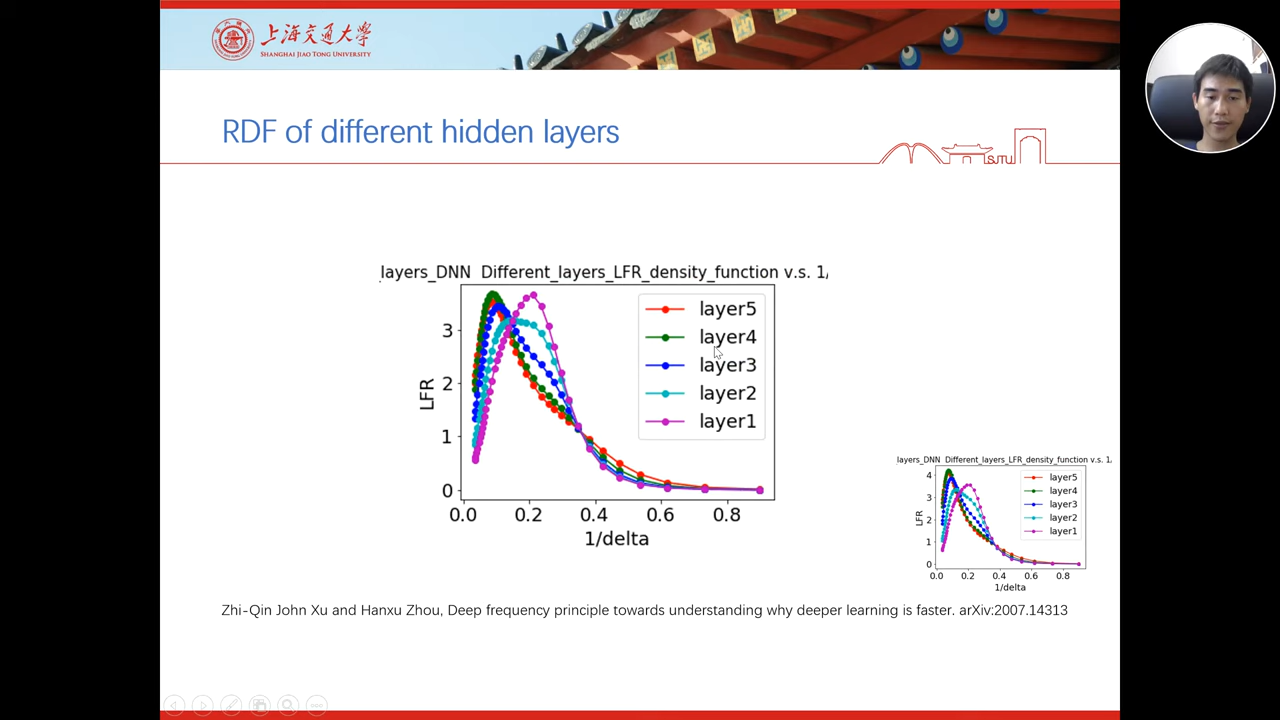 上海交通大学
SHANGHAI JIAO TONG UNIVERSITY
RDF of different hidden layers
SJTU
layers_DNN Different_layers_LFR_density_function v.s. 1/
layer5
layer4
layer3
layer2
layer1
3
2
1
0
LFR
0.0 0.2 0.4 0.6 0.8
1/delta
layers_DNN Different_layers_LFR_density_function v.s. 1/
layer5
layer4
layer3
layer2
layer1
4
3
2
1
0
LFR
0.0 0.2 0.4 0.6 0.8
1/delta
Zhi-Qin John Xu and Hanxu Zhou, Deep frequency principle towards understanding why deeper learning is faster. arXiv:2007.14313